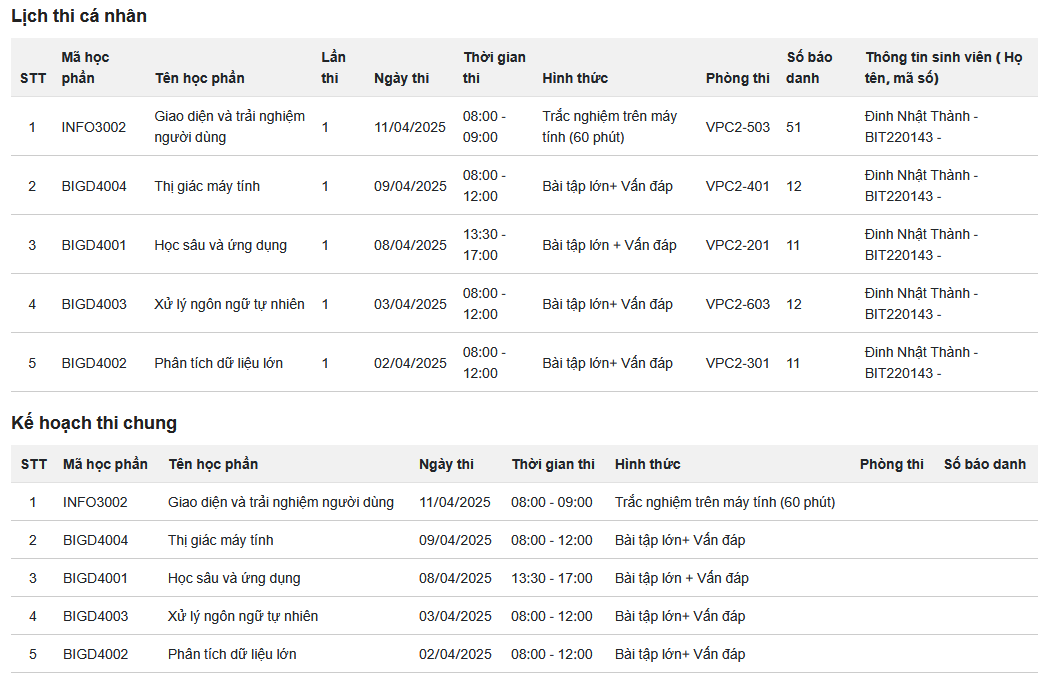 Lịch thi cá nhân
STT Mã học phần Tên học phần Lần thi Ngày thi Thời gian thi Hình thức Phòng thi Số báo danh Thông tin sinh viên ( Họ tên, mã số)
1 INFO3002 Giao diện và trải nghiệm người dùng 1 11/04/2025 08:00 - 09:00 Trắc nghiệm trên máy tính (60 phút) VPC2-503 51 Đinh Nhật Thành - BIT220143 -
2 BIGD4004 Thị giác máy tính 1 09/04/2025 08:00 - 12:00 Bài tập lớn+ Vấn đáp VPC2-401 12 Đinh Nhật Thành - BIT220143 -
3 BIGD4001 Học sâu và ứng dụng 1 08/04/2025 13:30 - 17:00 Bài tập lớn + Vấn đáp VPC2-201 11 Đinh Nhật Thành - BIT220143 -
4 BIGD4003 Xử lý ngôn ngữ tự nhiên 1 03/04/2025 08:00 - 12:00 Bài tập lớn+ Vấn đáp VPC2-603 12 Đinh Nhật Thành - BIT220143 -
5 BIGD4002 Phân tích dữ liệu lớn 1 02/04/2025 08:00 - 12:00 Bài tập lớn+ Vấn đáp VPC2-301 11 Đinh Nhật Thành - BIT220143 -
Kế hoạch thi chung
STT Mã học phần Tên học phần Ngày thi Thời gian thi Hình thức Phòng thi Số báo danh
1 INFO3002 Giao diện và trải nghiệm người dùng 11/04/2025 08:00 - 09:00 Trắc nghiệm trên máy tính (60 phút)
2 BIGD4004 Thị giác máy tính 09/04/2025 08:00 - 12:00 Bài tập lớn+ Vấn đáp
3 BIGD4001 Học sâu và ứng dụng 08/04/2025 13:30 - 17:00 Bài tập lớn + Vấn đáp
4 BIGD4003 Xử lý ngôn ngữ tự nhiên 03/04/2025 08:00 - 12:00 Bài tập lớn+ Vấn đáp
5 BIGD4002 Phân tích dữ liệu lớn 02/04/2025 08:00 - 12:00 Bài tập lớn+ Vấn đáp